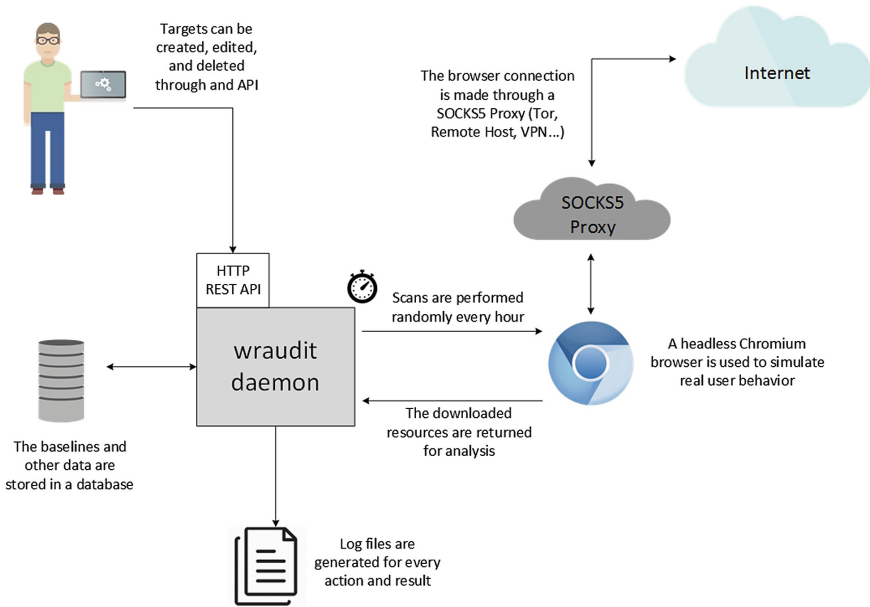 Targets can be
created, edited,
and deleted
through and API
The browser connection
is made through a
SOCKS5 Proxy (Tor,
Remote Host, VPN...)
Internet
SOCKS5
Proxy
HTTP
REST API
Scans are performed
randomly every hour
wraudit
daemon
A headless Chromium
browser is used to simulate
real user behavior
The downloaded
resources are returned
for analysis
The baselines and
other data are
stored in a database
Log files are
generated for every
action and result